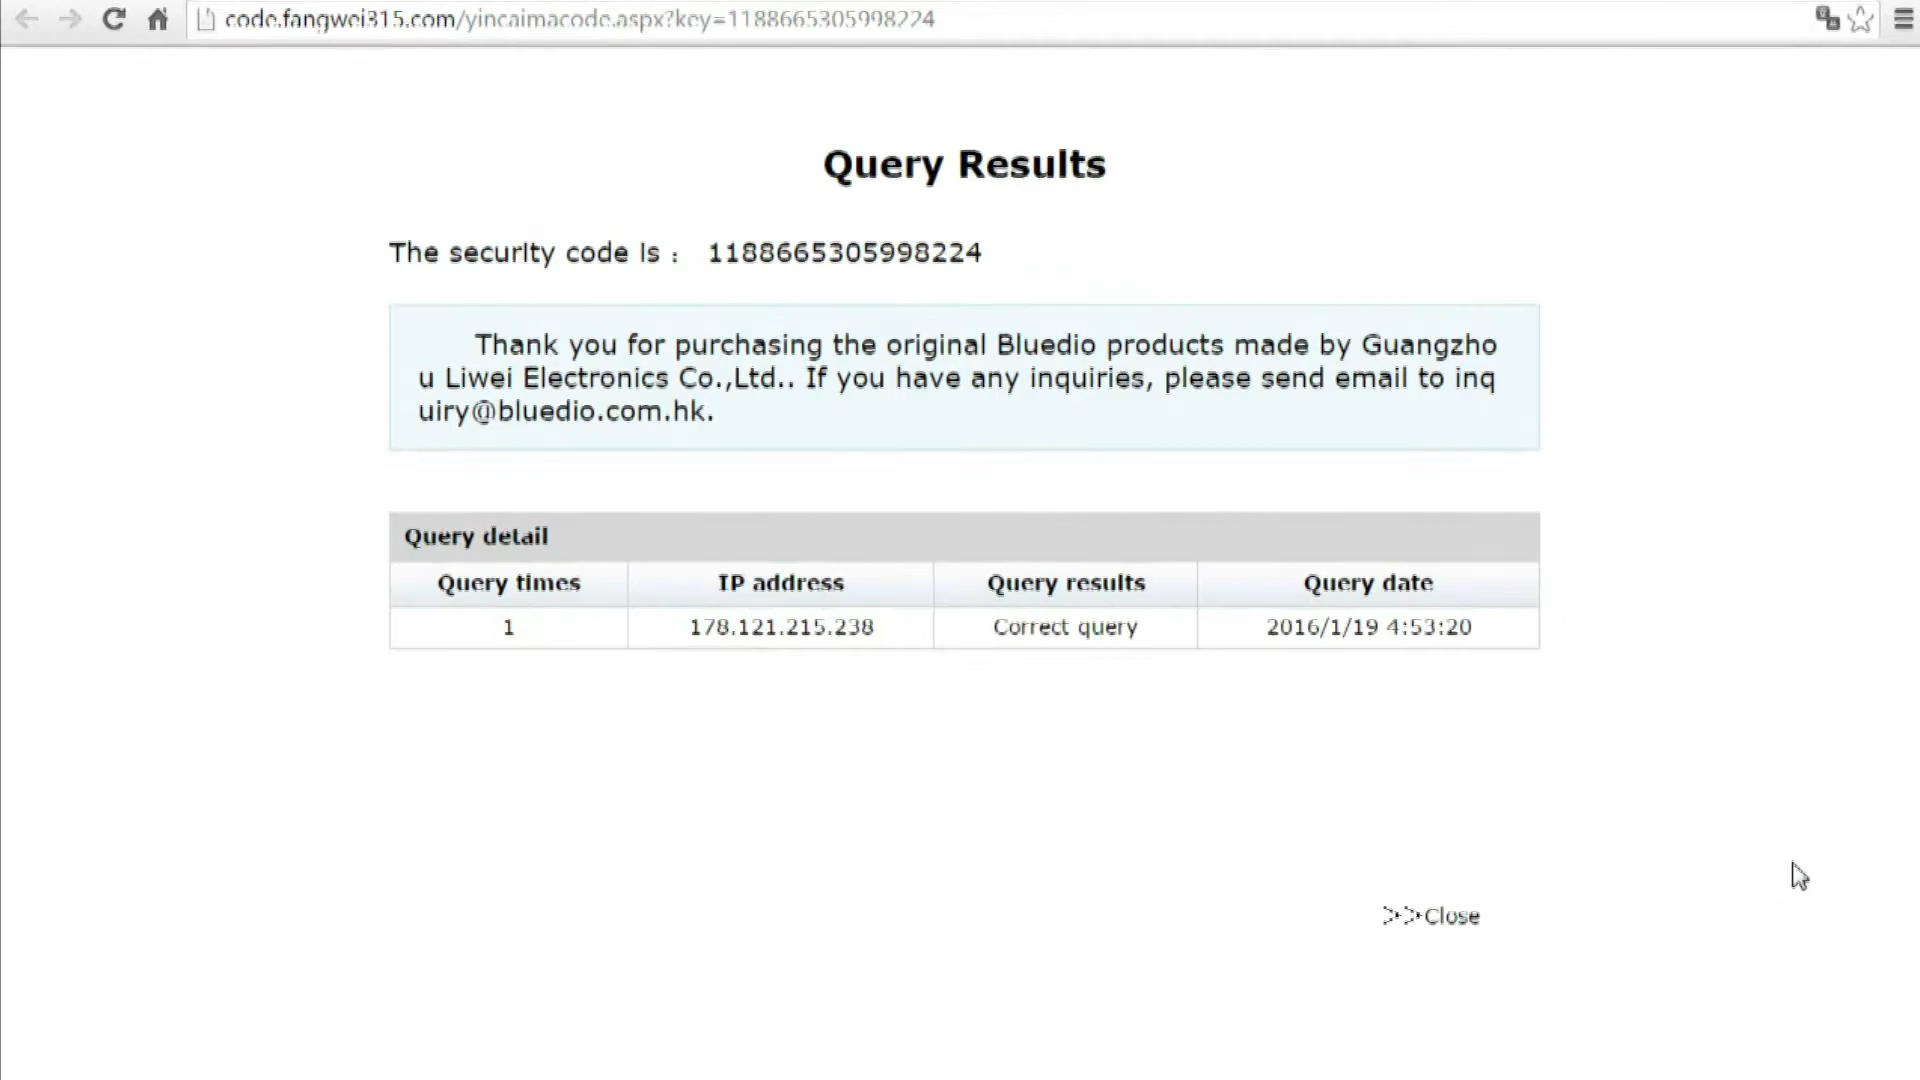 code.fangwei315.com/yincaimacode.aspx?key=1188665305998224
Query Results
The security code is： 1188665305998224
Thank you for purchasing the original Bluedio products made by Guangzho
u Liwei Electronics Co.,Ltd.. If you have any inquiries, please send email to inq
uiry@bluedio.com.hk.
Query detail
Query times IP address Query results Query date
1 178.121.215.238 Correct query 2016/1/19 4:53:20
>>Close